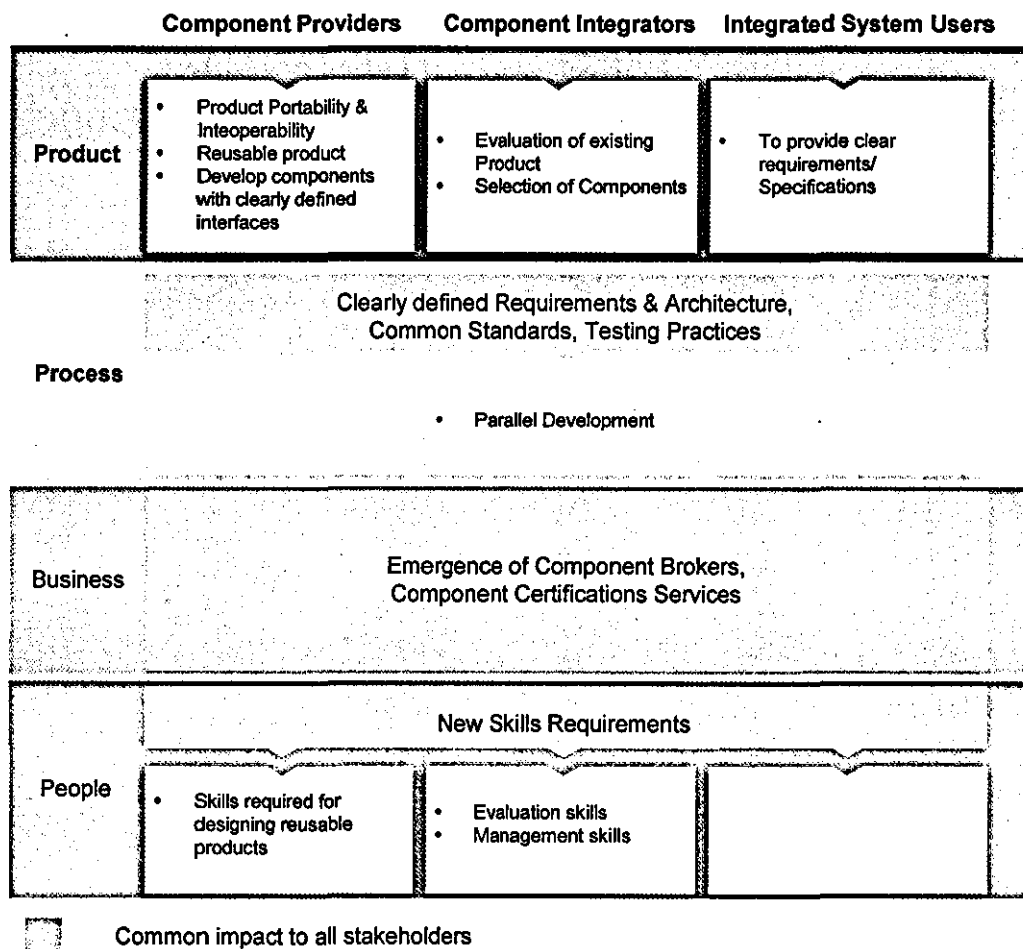 Component Providers Component Integrators Integrated System Users
Product
• Product Portability &
Inteoperability
• Reusable product
• Develop components
with clearly defined
interfaces
• Evaluation of existing
Product
• Selection of Components
• To provide clear
requirements/
Specifications
Clearly defined Requirements & Architecture,
Common Standards, Testing Practices
Process
• Parallel Development
Business
Emergence of Component Brokers,
Component Certifications Services
New Skills Requirements
People
• Skills required for
designing reusable
products
• Evaluation skills
• Management skills
Common impact to all stakeholders